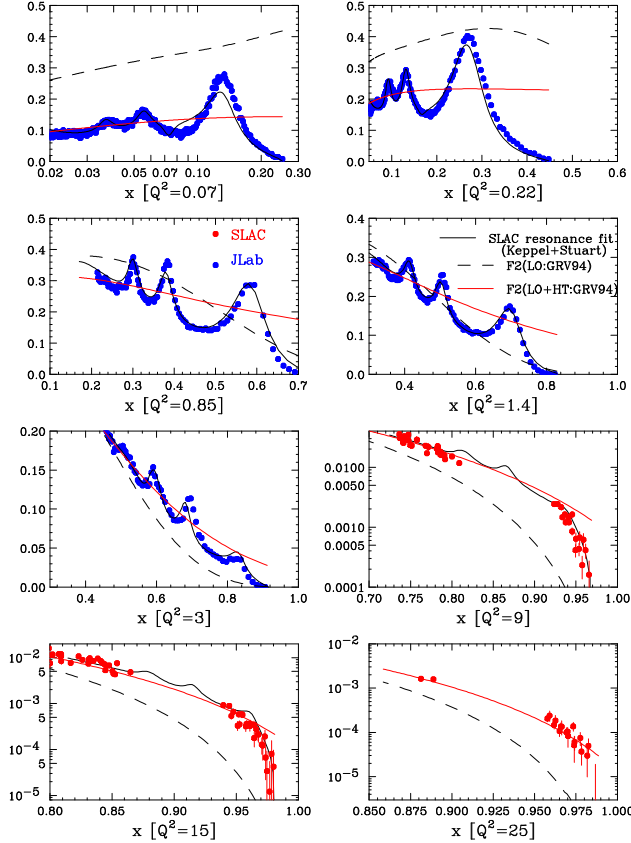 0.5
0.4
0.3
0.2
0.1
0.0
0.02 0.03 0.05 0.07 0.10 0.20 0.30
x [Q²=0.07]
0.5
0.4
0.3
0.2
0.1
0.0
0.1 0.2 0.3 0.4 0.5 0.6
x [Q²=0.22]
0.5
0.4
0.3
0.2
0.1
0.0
SLAC
JLab
0.1 0.2 0.3 0.4 0.5 0.6 0.7
x [Q²=0.85]
0.4
0.3
0.2
0.1
0.0
SLAC resonance fit
(Keppel+Stuart)
F2(LO:GRV94)
F2(LO+HT:GRV94)
0.4 0.6 0.8 1.0
x [Q²=1.4]
0.20
0.15
0.10
0.05
0.00
0.4 0.6 0.8 1.0
x [Q²=3]
0.0100
0.0050
0.0010
0.0005
0.0001
0.70 0.75 0.80 0.85 0.90 0.95 1.00
x [Q²=9]
10⁻²
5
10⁻³
5
10⁻⁴
5
10⁻⁵
0.80 0.85 0.90 0.95 1.00
x [Q²=15]
10⁻²
10⁻³
10⁻⁴
10⁻⁵
0.850 0.875 0.900 0.925 0.950 0.975 1.000
x [Q²=25]